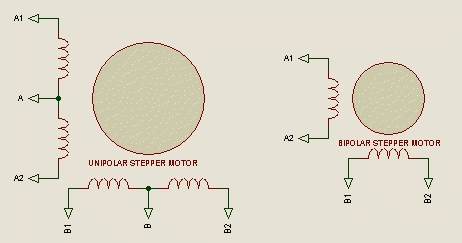 A1
A
A2
UNIPOLAR STEPPER MOTOR
B1
B
B2
A1
A2
BIPOLAR STEPPER MOTOR
B1
B2